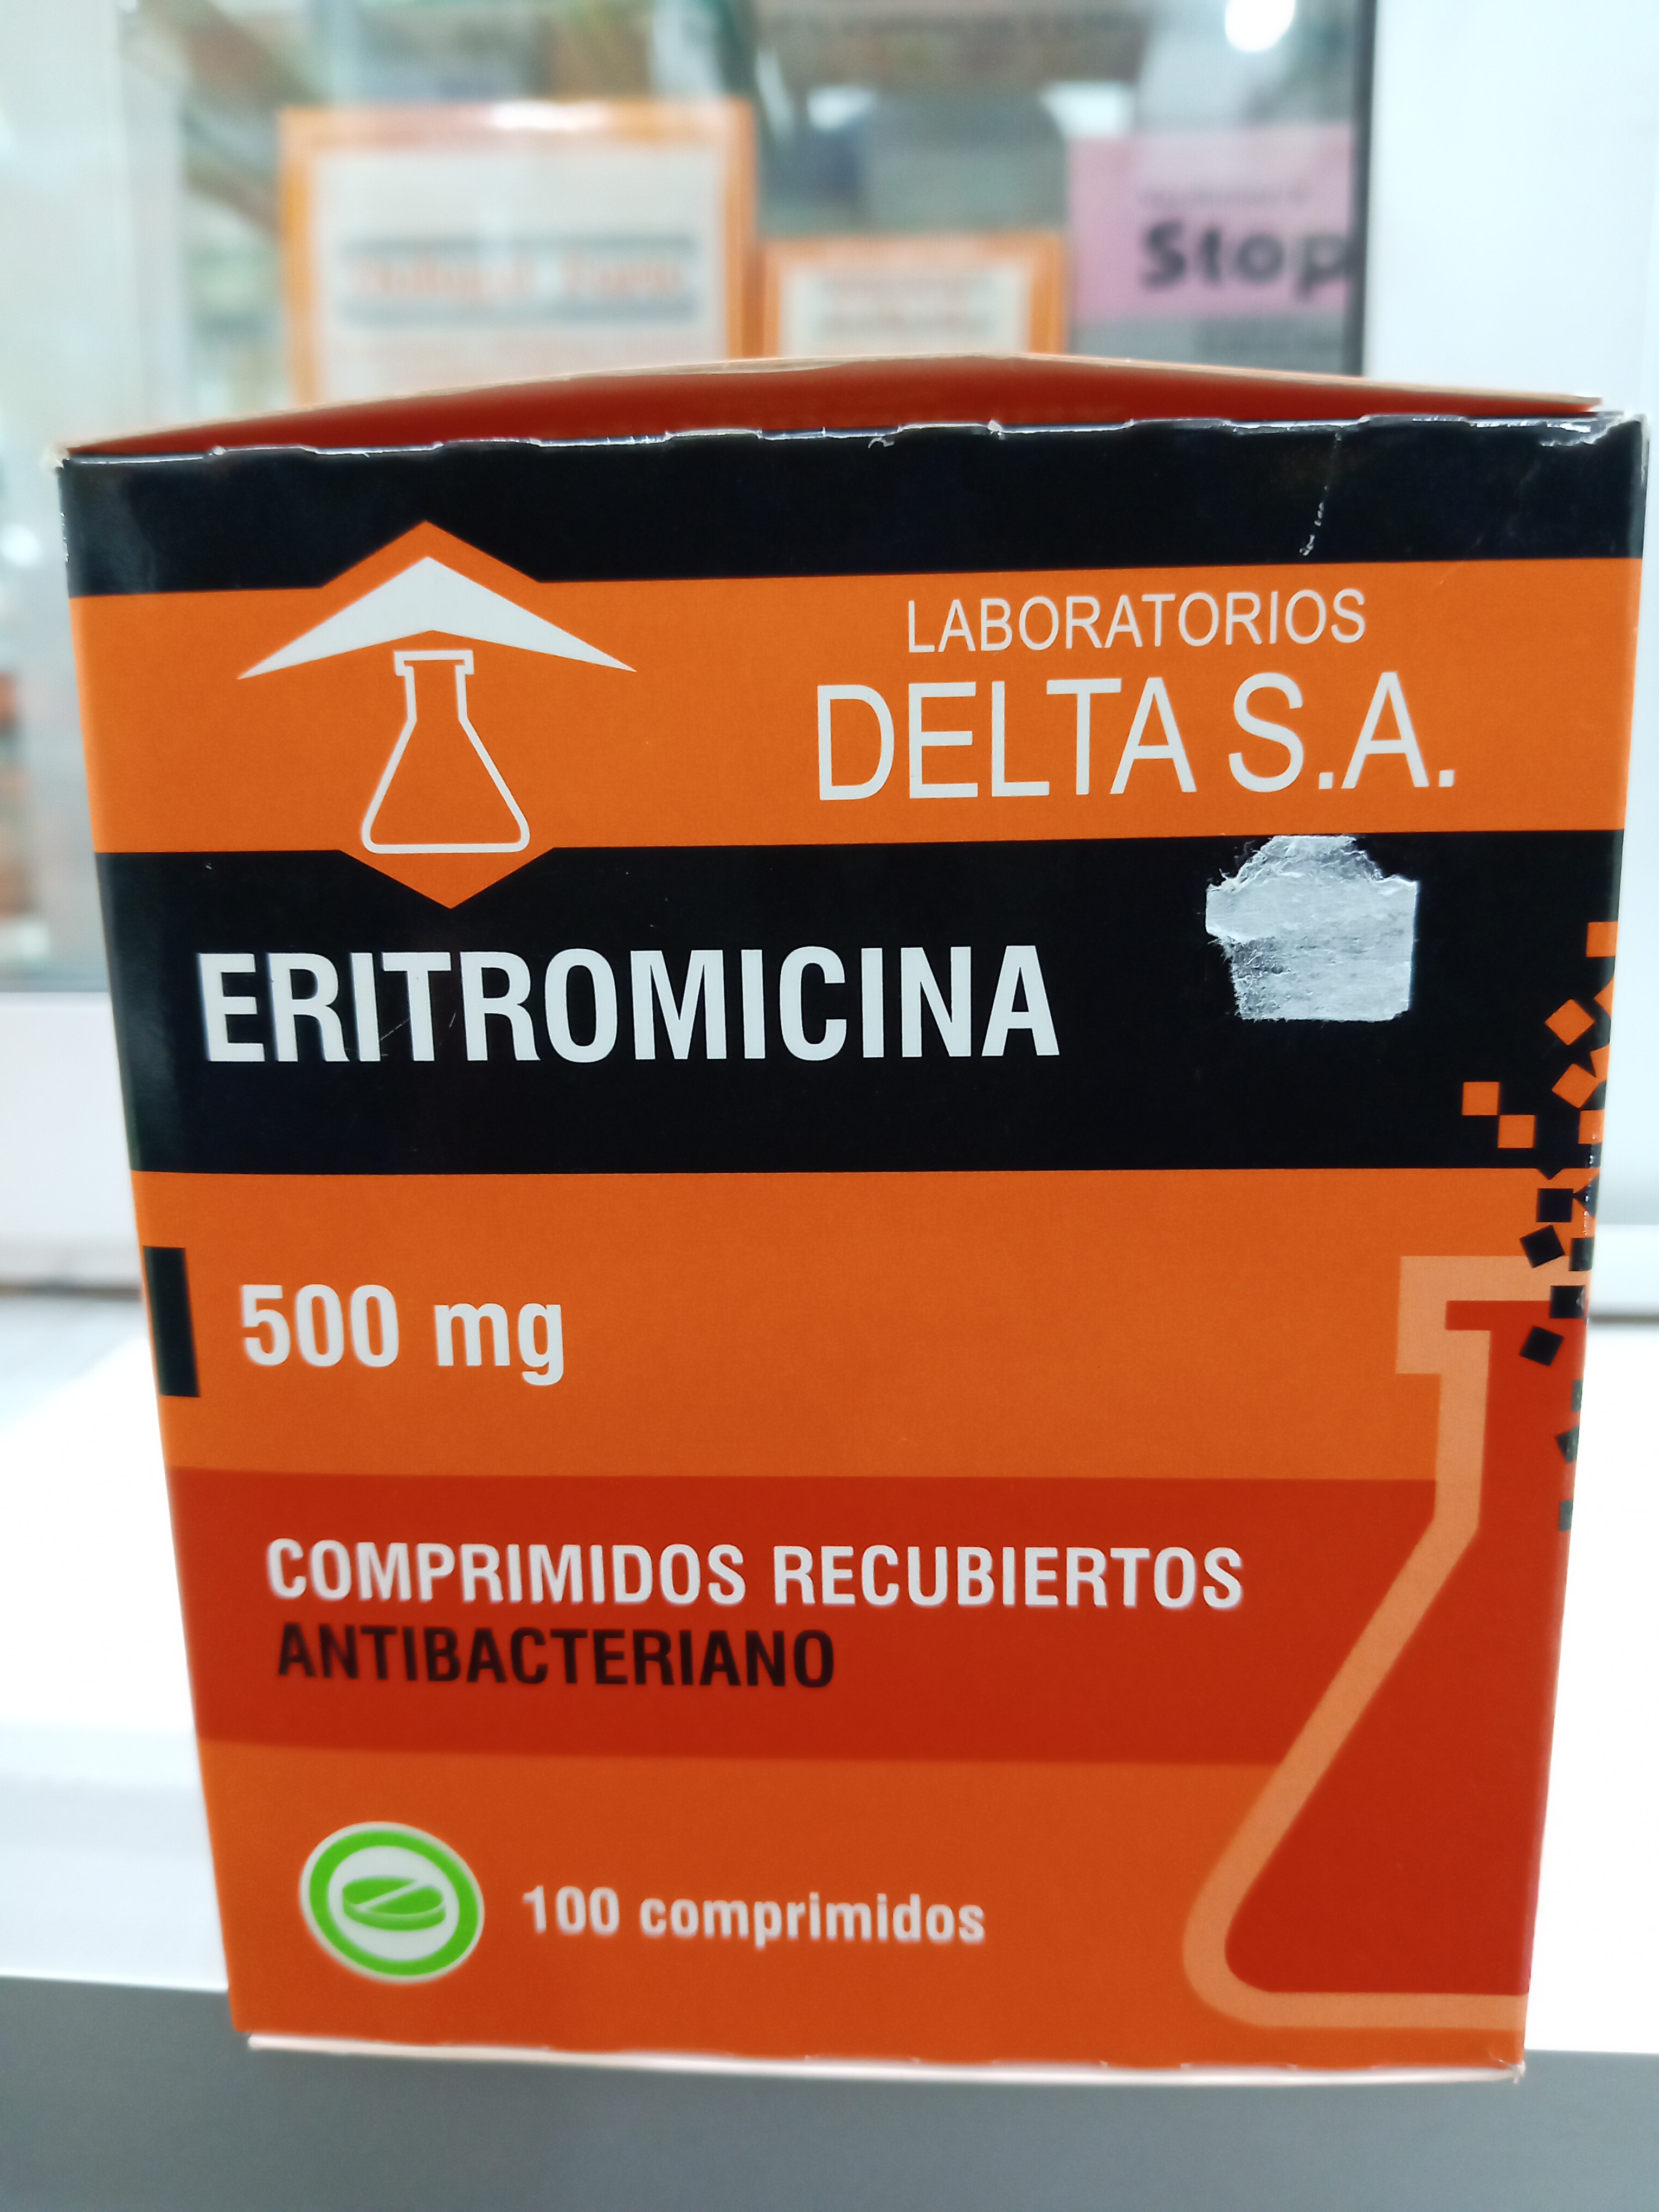 Stop
LABORATORIOS
DELTA S.A.
ERITROMICINA
500 mg
COMPRIMIDOS RECUBIERTOS
ANTIBACTERIANO
100 comprimidos